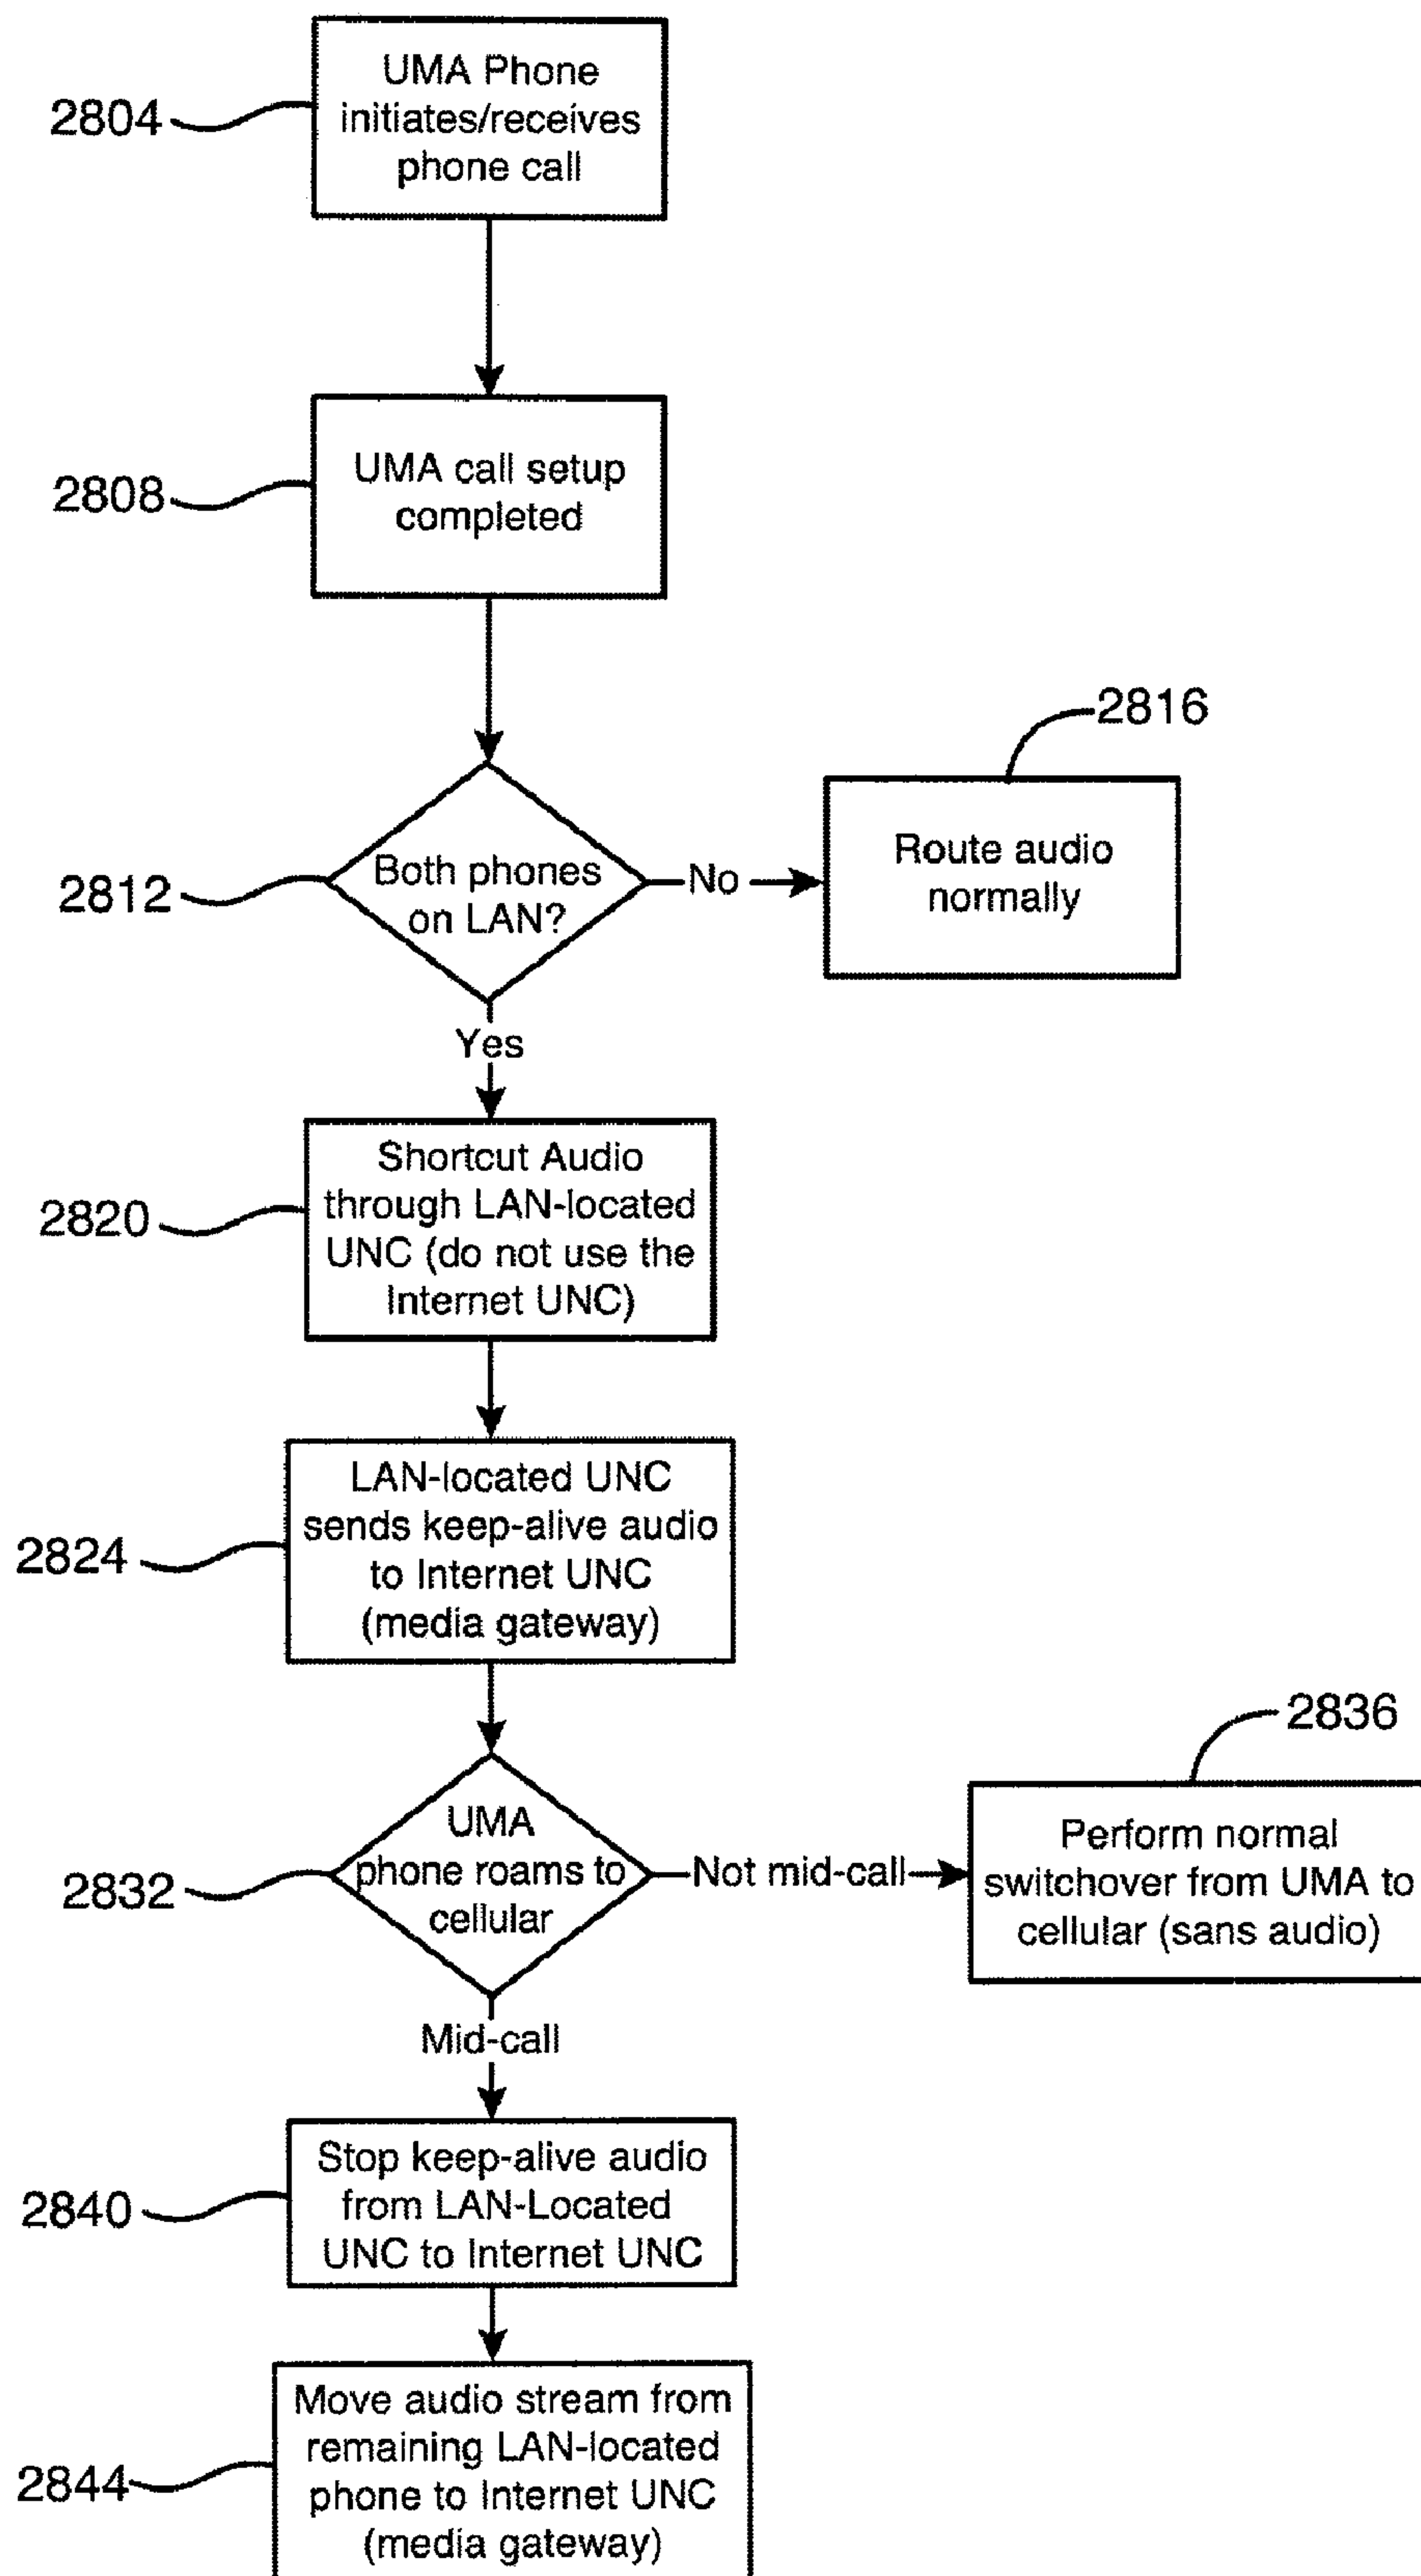 2804
UMA Phone
initiates/receives
phone call
2808
UMA call setup
completed
2812
Both phones
on LAN?
No
2816
Route audio
normally
Yes
2820
Shortcut Audio
through LAN-located
UNC (do not use the
Internet UNC)
2824
LAN-located UNC
sends keep-alive audio
to Internet UNC
(media gateway)
2832
UMA
phone roams to
cellular
Not mid-call
2836
Perform normal
switchover from UMA to
cellular (sans audio)
Mid-call
2840
Stop keep-alive audio
from LAN-Located
UNC to Internet UNC
2844
Move audio stream from
remaining LAN-located
phone to Internet UNC
(media gateway)